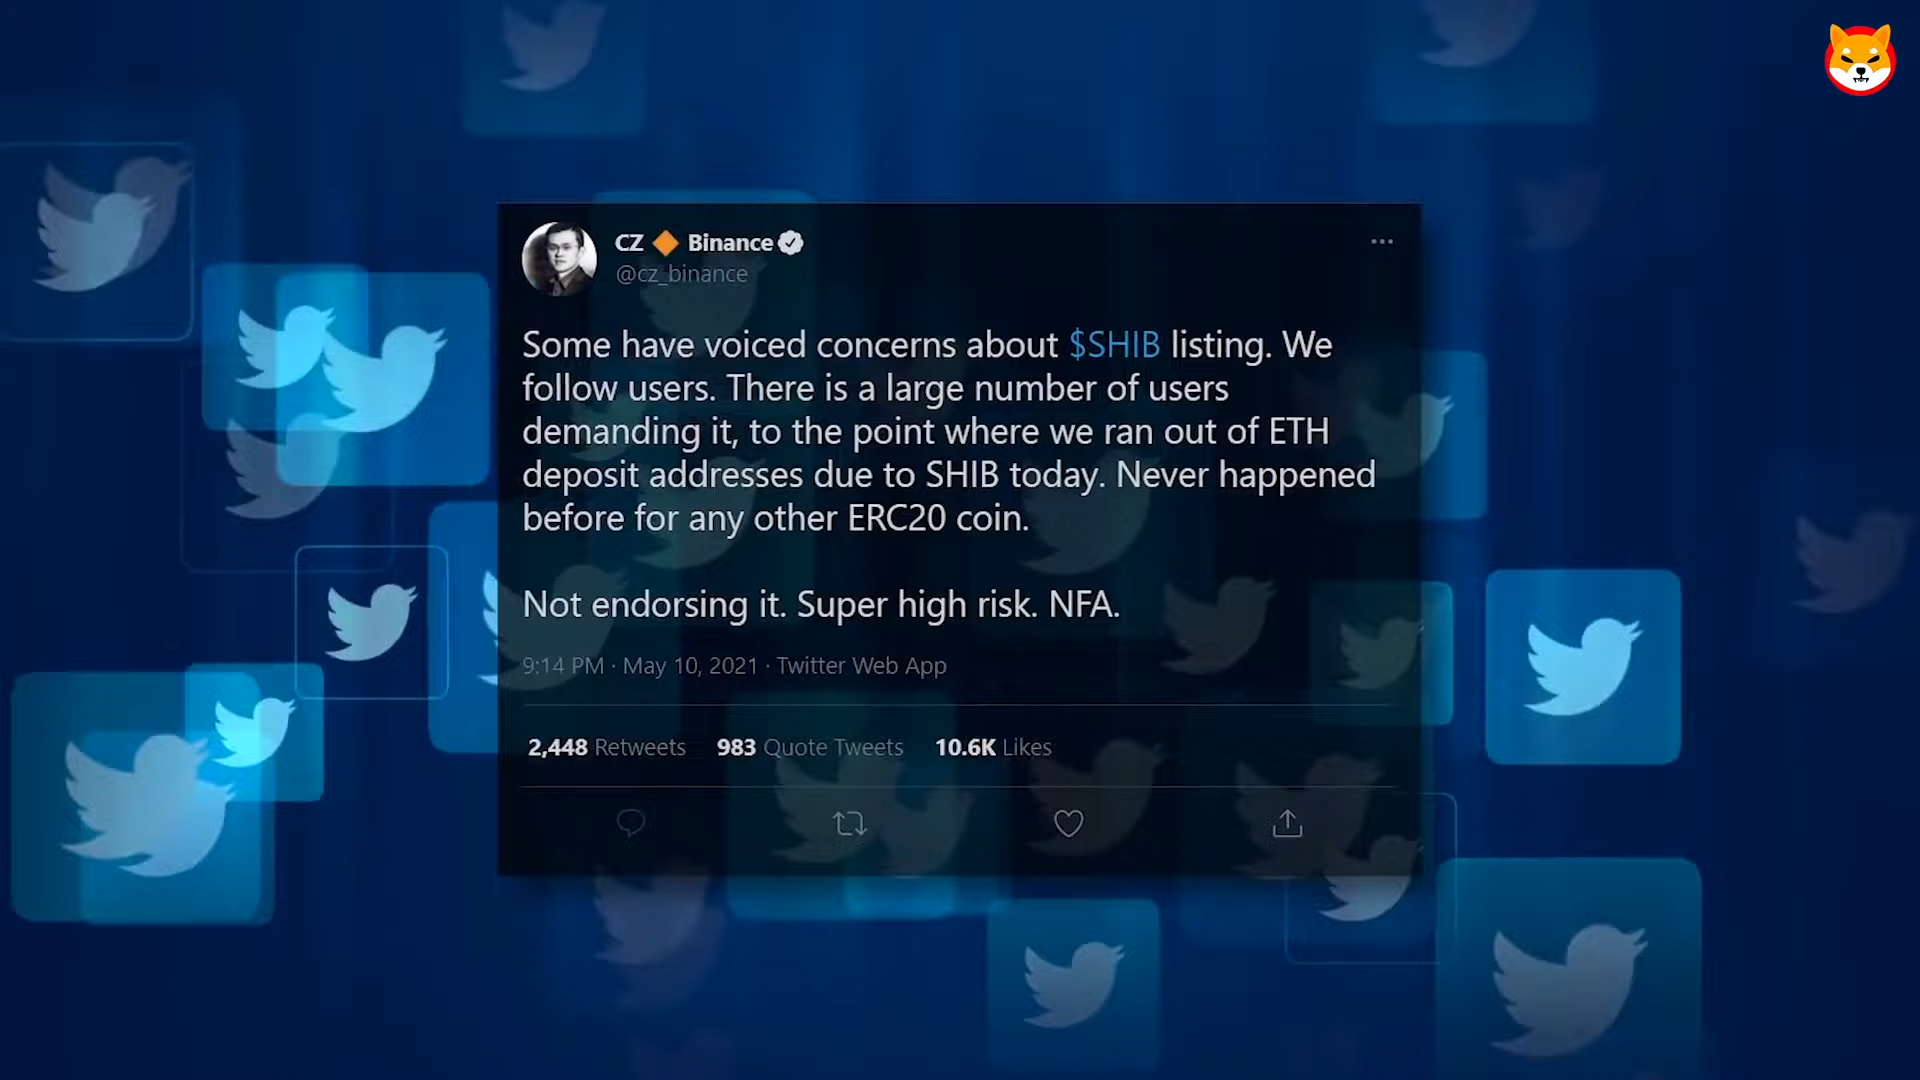 CZ 🔶 Binance
@cz_binance
Some have voiced concerns about $SHIB listing. We
follow users. There is a large number of users
demanding it, to the point where we ran out of ETH
deposit addresses due to SHIB today. Never happened
before for any other ERC20 coin.
Not endorsing it. Super high risk. NFA.
9:14 PM · May 10, 2021 · Twitter Web App
2,448 Retweets 983 Quote Tweets 10.6K Likes